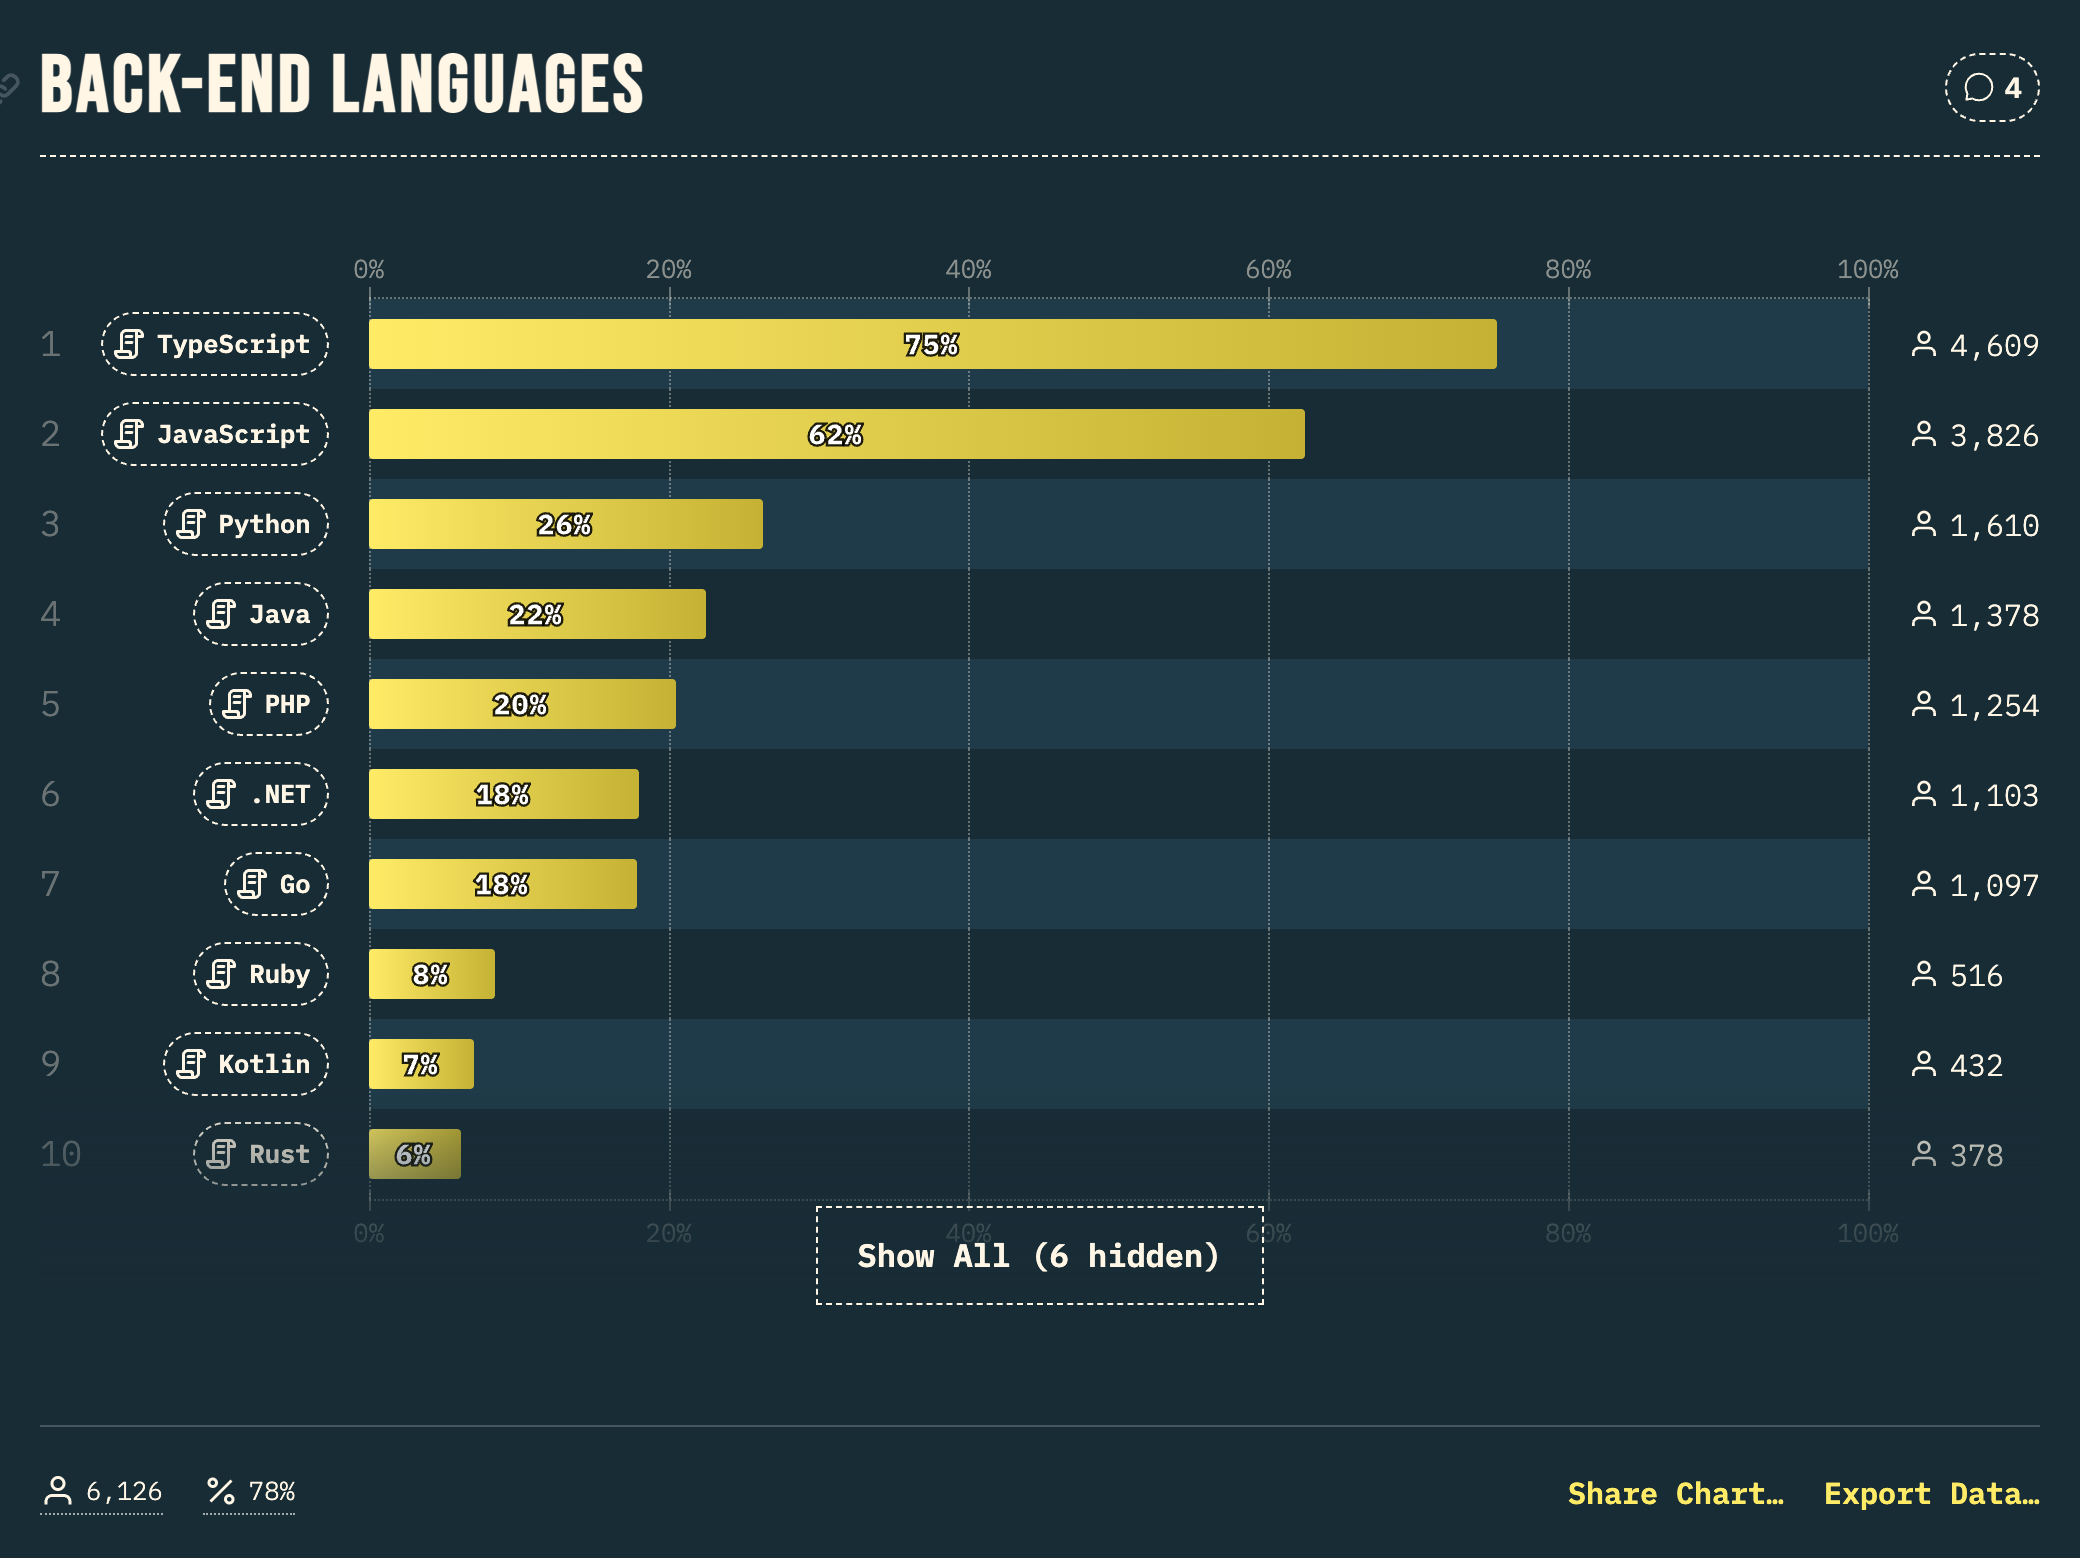 BACK-END LANGUAGES
4
0% 20% 40% 60% 80% 100%
1 TypeScript 75% 4,609
2 JavaScript 62% 3,826
3 Python 26% 1,610
4 Java 22% 1,378
5 PHP 20% 1,254
6 .NET 18% 1,103
7 Go 18% 1,097
8 Ruby 8% 516
9 Kotlin 7% 432
10 Rust 6% 378
0% 20% 40% 60% 80% 100%
Show All (6 hidden)
6,126 78% Share Chart… Export Data…